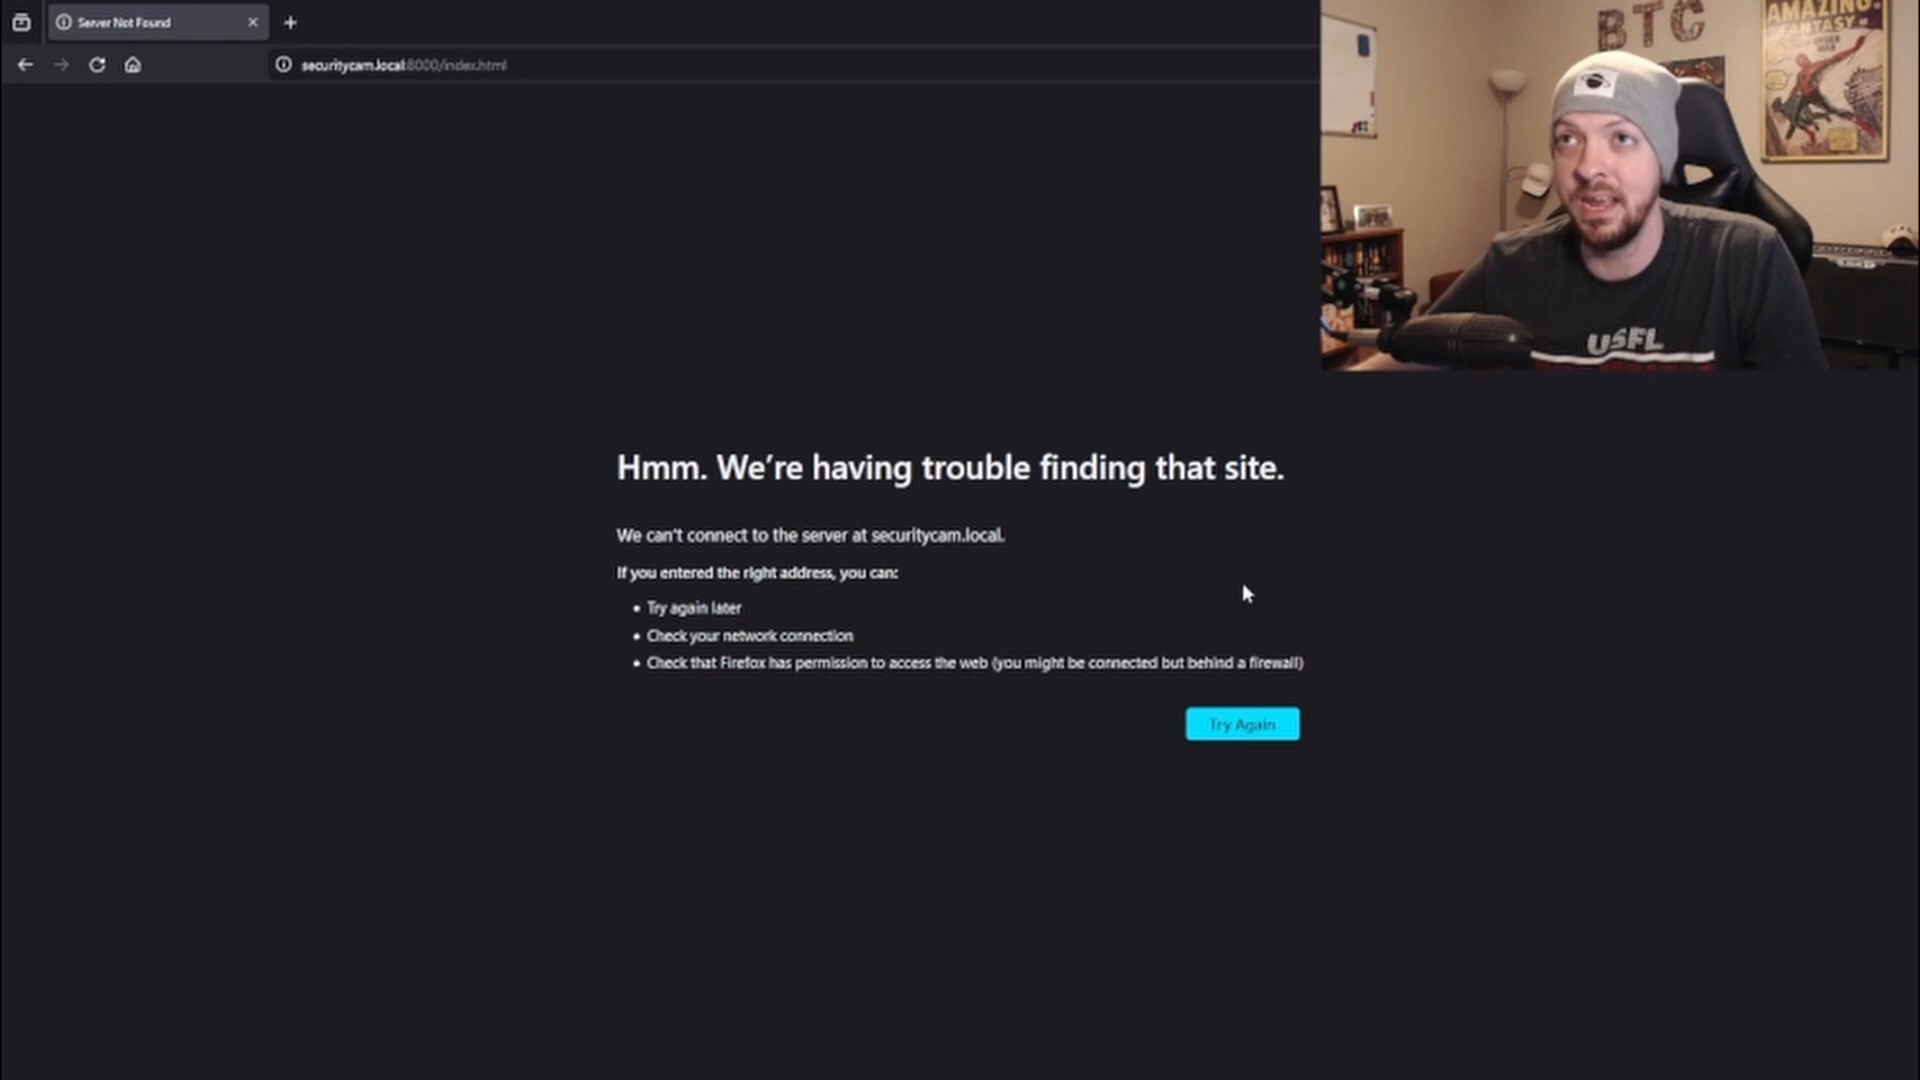 Server Not Found
securitycam.local:8000/index.html
BTC
AMAZING
FANTASY
USFL
Hmm. We're having trouble finding that site.
We can't connect to the server at securitycam.local.
If you entered the right address, you can:
• Try again later
• Check your network connection
• Check that Firefox has permission to access the web (you might be connected but behind a firewall)
Try Again